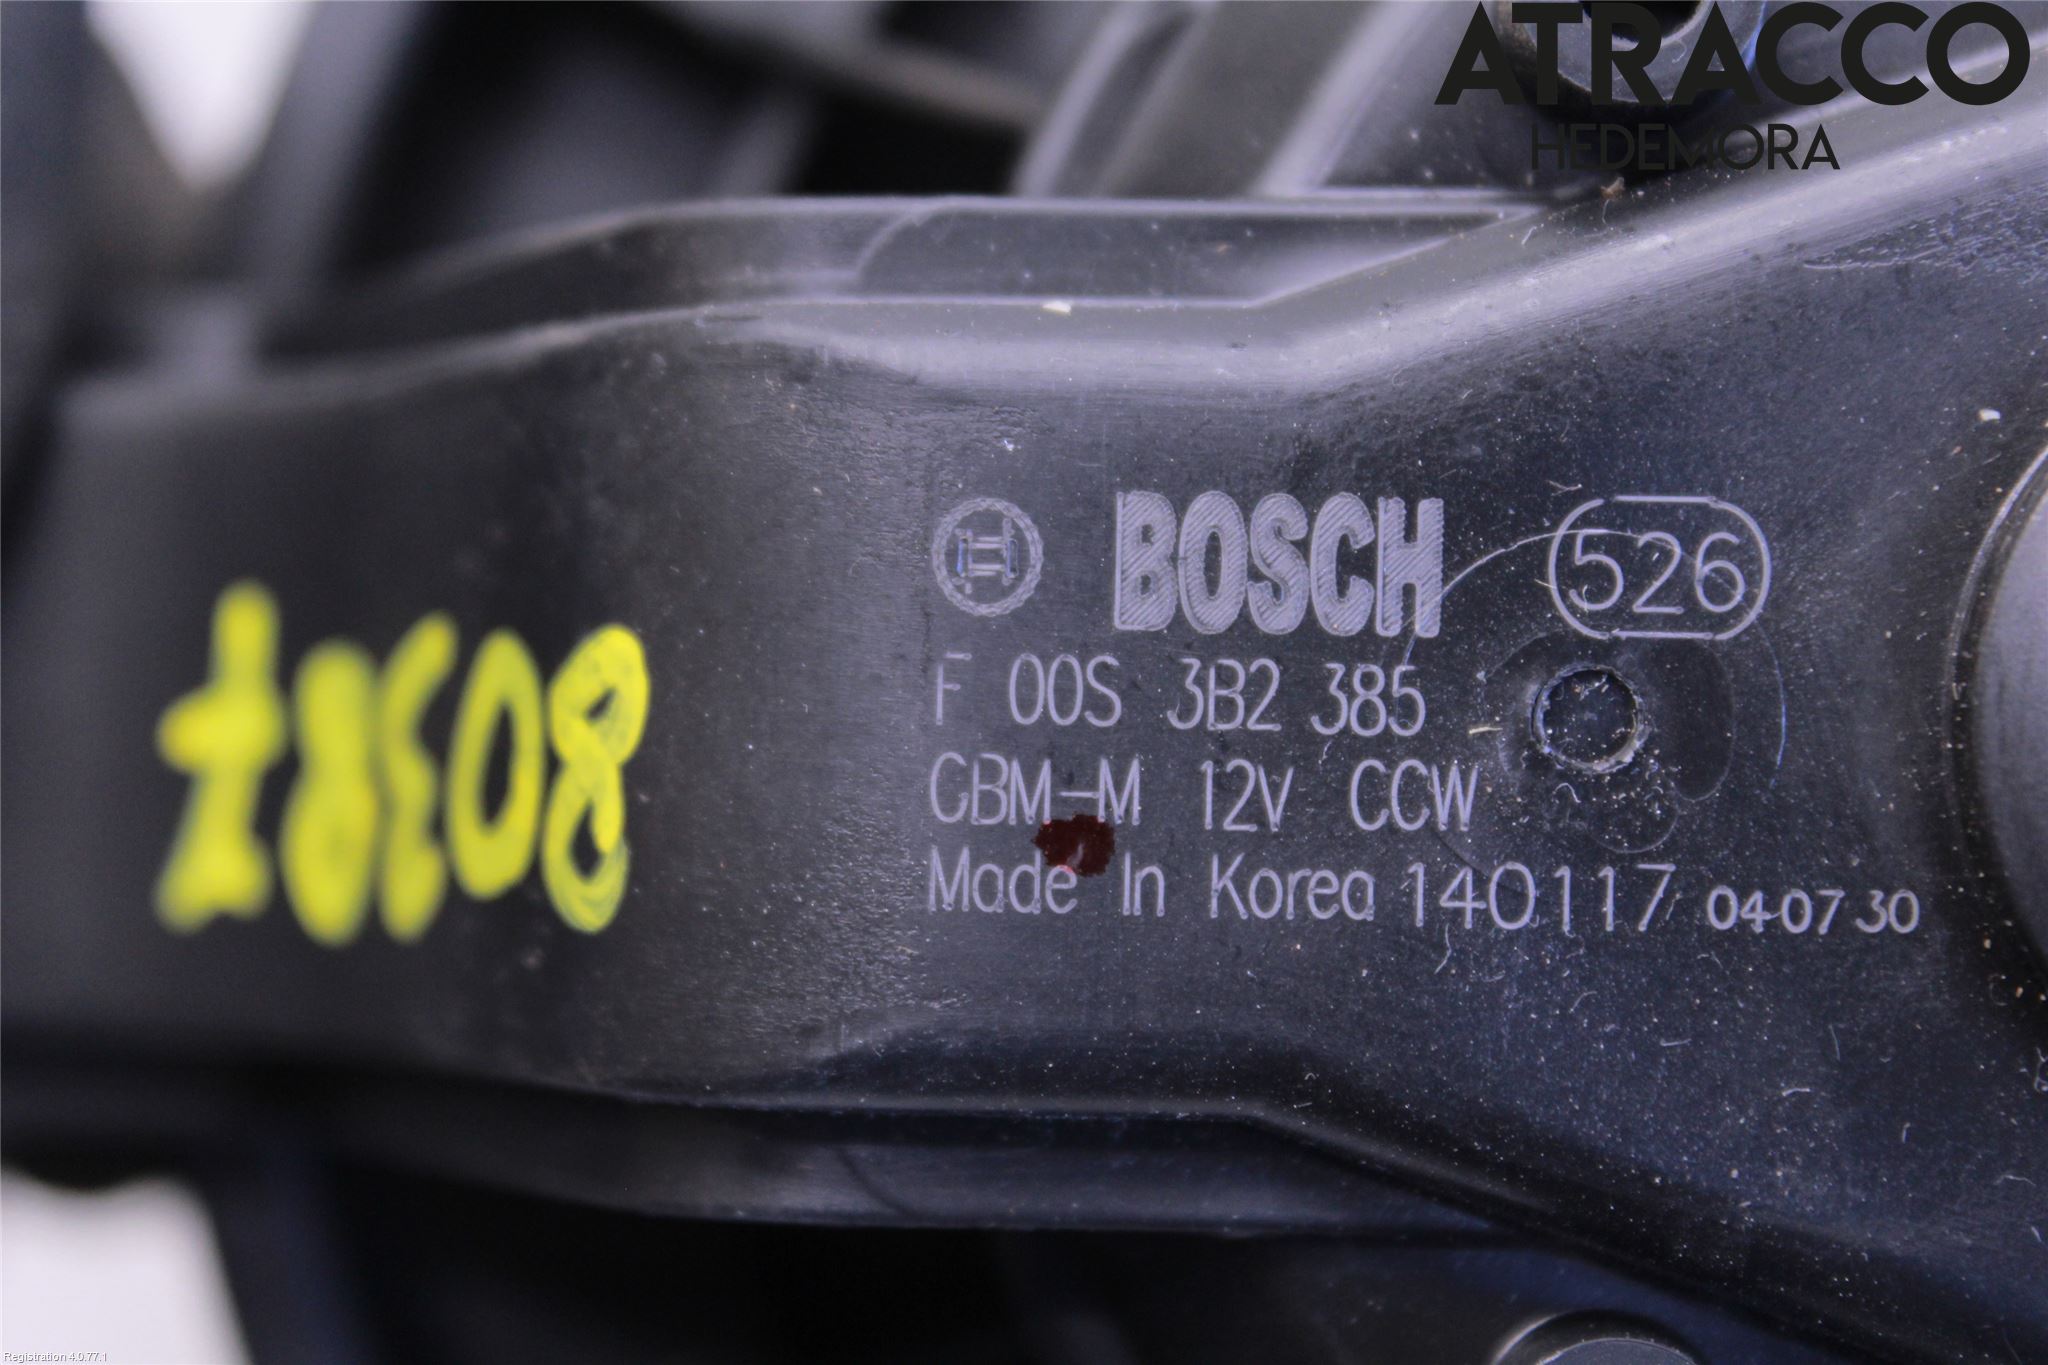 ATRACCO
HEDEMORA
BOSCH 526
F 00S 3B2 385
GBM-M 12V CCW
Made In Korea 140117 040730
Registration 4.0.77.1